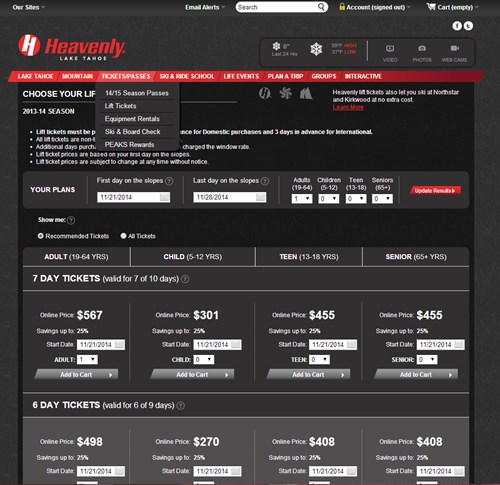 Our Sites
Email Alerts
Search
Account (signed out)
Cart (empty)
H Heavenly.
LAKE TAHOE
8"
Last 24 Hrs
39°F HIGH
37°F LOW
VIDEO
PHOTOS
WEB CAMS
LAKE TAHOE MOUNTAIN TICKETS/PASSES SKI & RIDE SCHOOL LIFE EVENTS PLAN A TRIP GROUPS INTERACTIVE
14/15 Season Passes
Lift Tickets
Equipment Rentals
Ski & Board Check
PEAKS Rewards
CHOOSE YOUR LIF
2013-14 SEASON
Heavenly lift tickets also let you ski at Northstar
and Kirkwood at no extra cost.
Learn More
Lift tickets must be p ance for Domestic purchases and 3 days in advance for International.
All lift tickets are non-t
Additional days purcha charged the window rate.
Lift ticket prices are based on your first day on the slopes.
Lift ticket prices are subject to change at any time without notice.
YOUR PLANS
First day on the slopes ?
11/21/2014
Last day on the slopes ?
11/28/2014
Adults (19-64) 1
Children (5-12) 0
Teen (13-18) 0
Seniors (65+) 0
Update Results
Show me: ?
Recommended Tickets All Tickets
ADULT (19-64 YRS) CHILD (5-12 YRS) TEEN (13-18 YRS) SENIOR (65+ YRS)
7 DAY TICKETS (valid for 7 of 10 days) ?
Online Price: $567 Online Price: $301 Online Price: $455 Online Price: $455
Savings up to: 25% Savings up to: 25% Savings up to: 25% Savings up to: 25%
Start Date: 11/21/2014 Start Date: 11/21/2014 Start Date: 11/21/2014 Start Date: 11/21/2014
ADULT: 1 CHILD: 0 TEEN: 0 SENIOR: 0
Add to Cart Add to Cart Add to Cart Add to Cart
6 DAY TICKETS (valid for 6 of 9 days) ?
Online Price: $498 Online Price: $270 Online Price: $408 Online Price: $408
Savings up to: 25% Savings up to: 25% Savings up to: 25% Savings up to: 25%
Start Date: 11/21/2014 Start Date: 11/21/2014 Start Date: 11/21/2014 Start Date: 11/21/2014